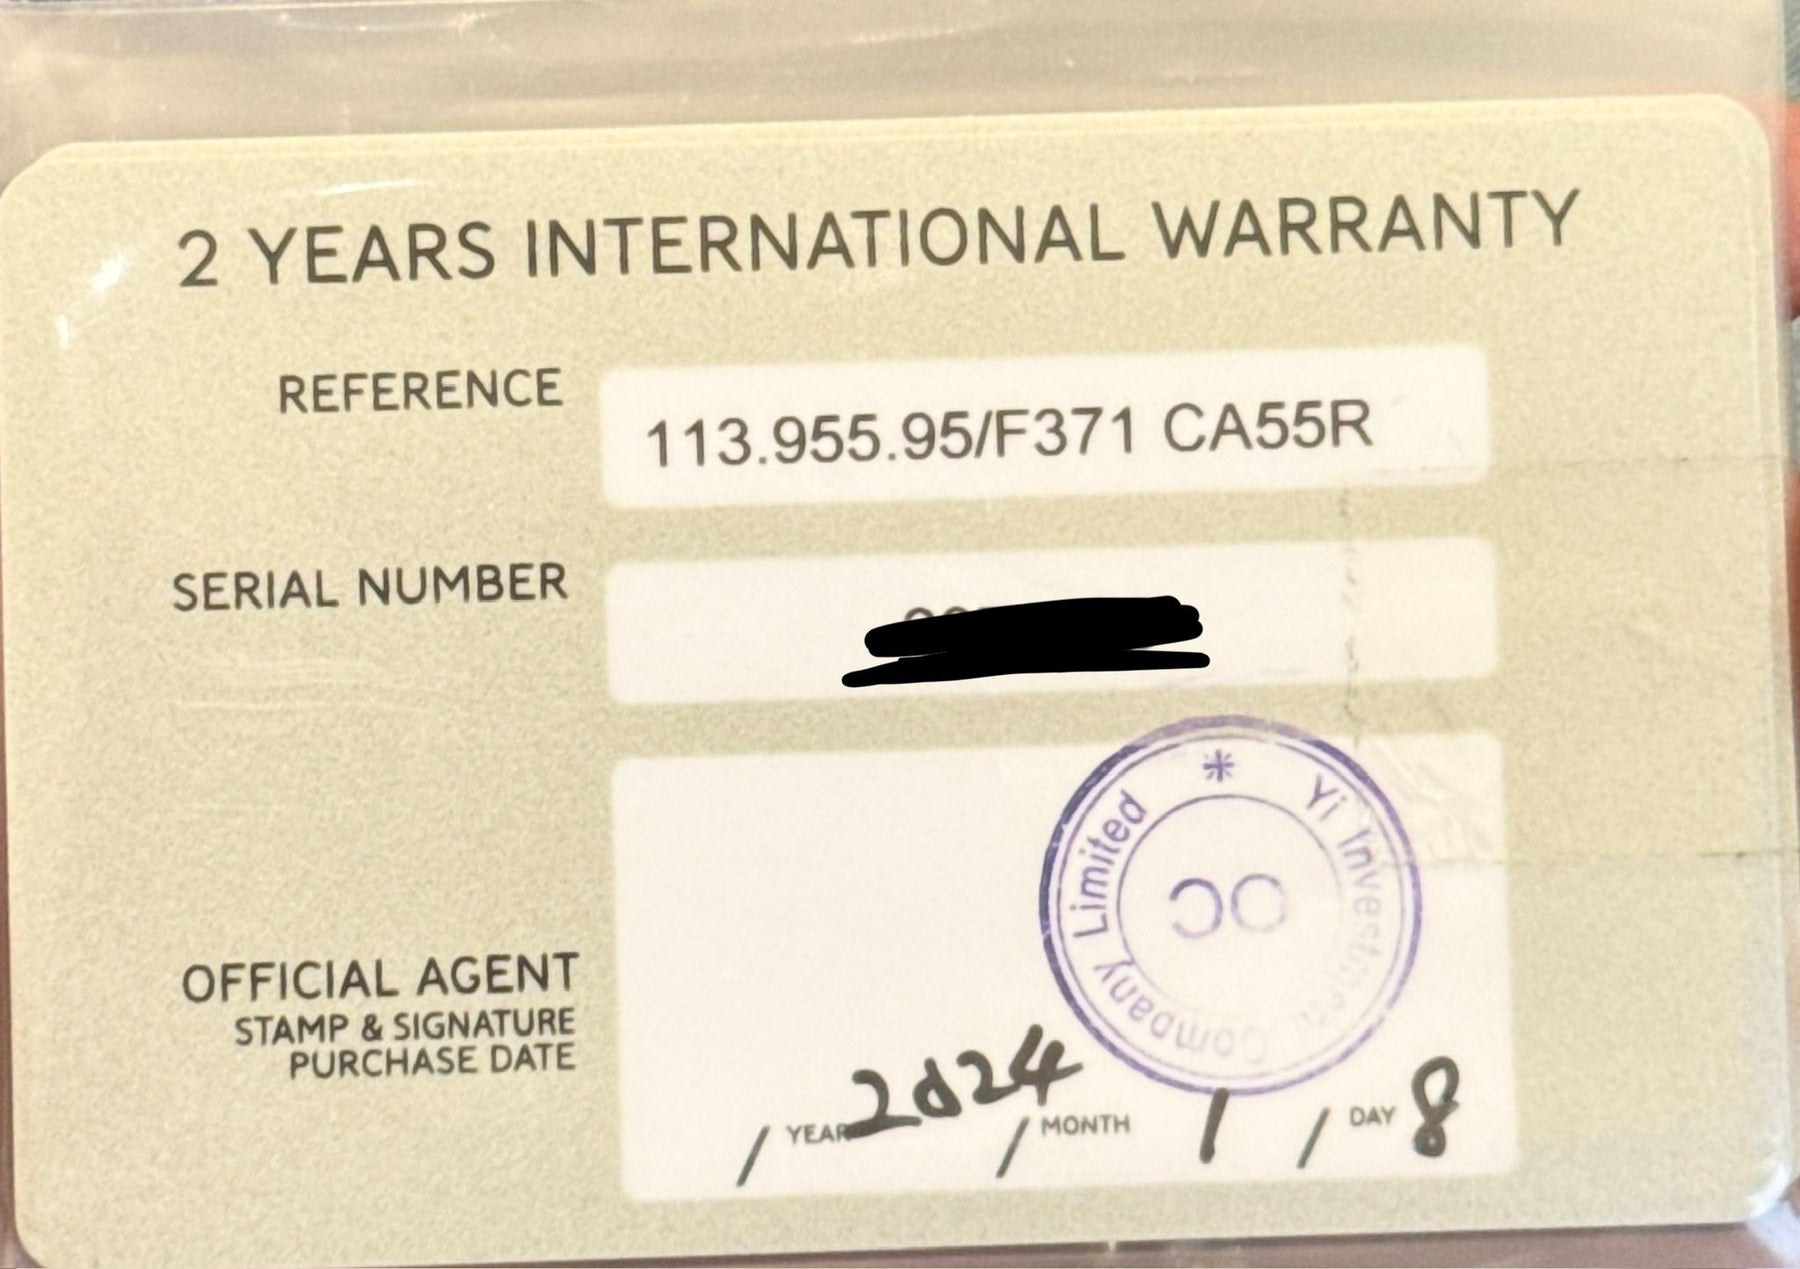 2 YEARS INTERNATIONAL WARRANTY
REFERENCE
113.955.95/F371 CA55R
SERIAL NUMBER
OFFICIAL AGENT
STAMP & SIGNATURE
PURCHASE DATE
Yi Investment Company Limited *
/ YEAR 2024 / MONTH 1 / DAY 8